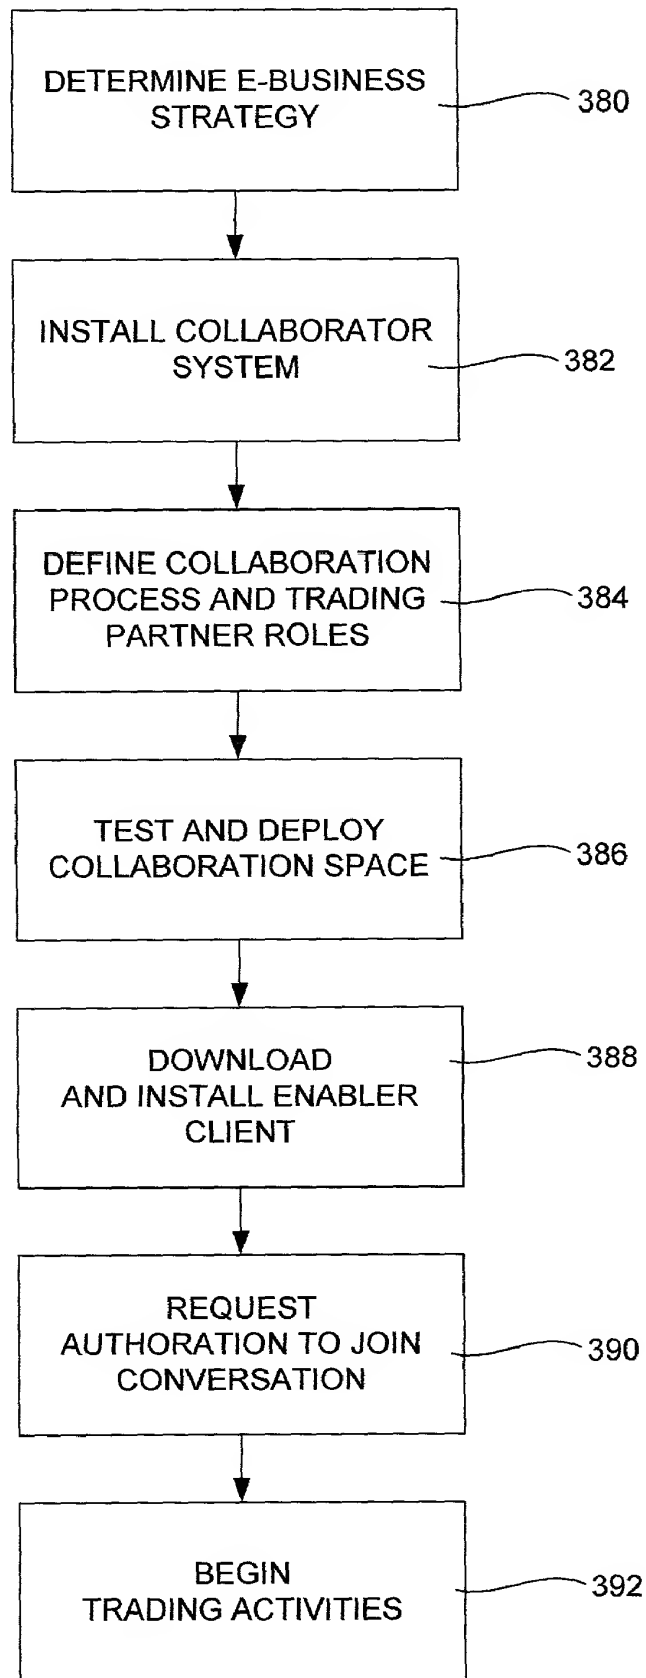 DETERMINE E-BUSINESS
STRATEGY
380
INSTALL COLLABORATOR
SYSTEM
382
DEFINE COLLABORATION
PROCESS AND TRADING
PARTNER ROLES
384
TEST AND DEPLOY
COLLABORATION SPACE
386
DOWNLOAD
AND INSTALL ENABLER
CLIENT
388
REQUEST
AUTHORATION TO JOIN
CONVERSATION
390
BEGIN
TRADING ACTIVITIES
392